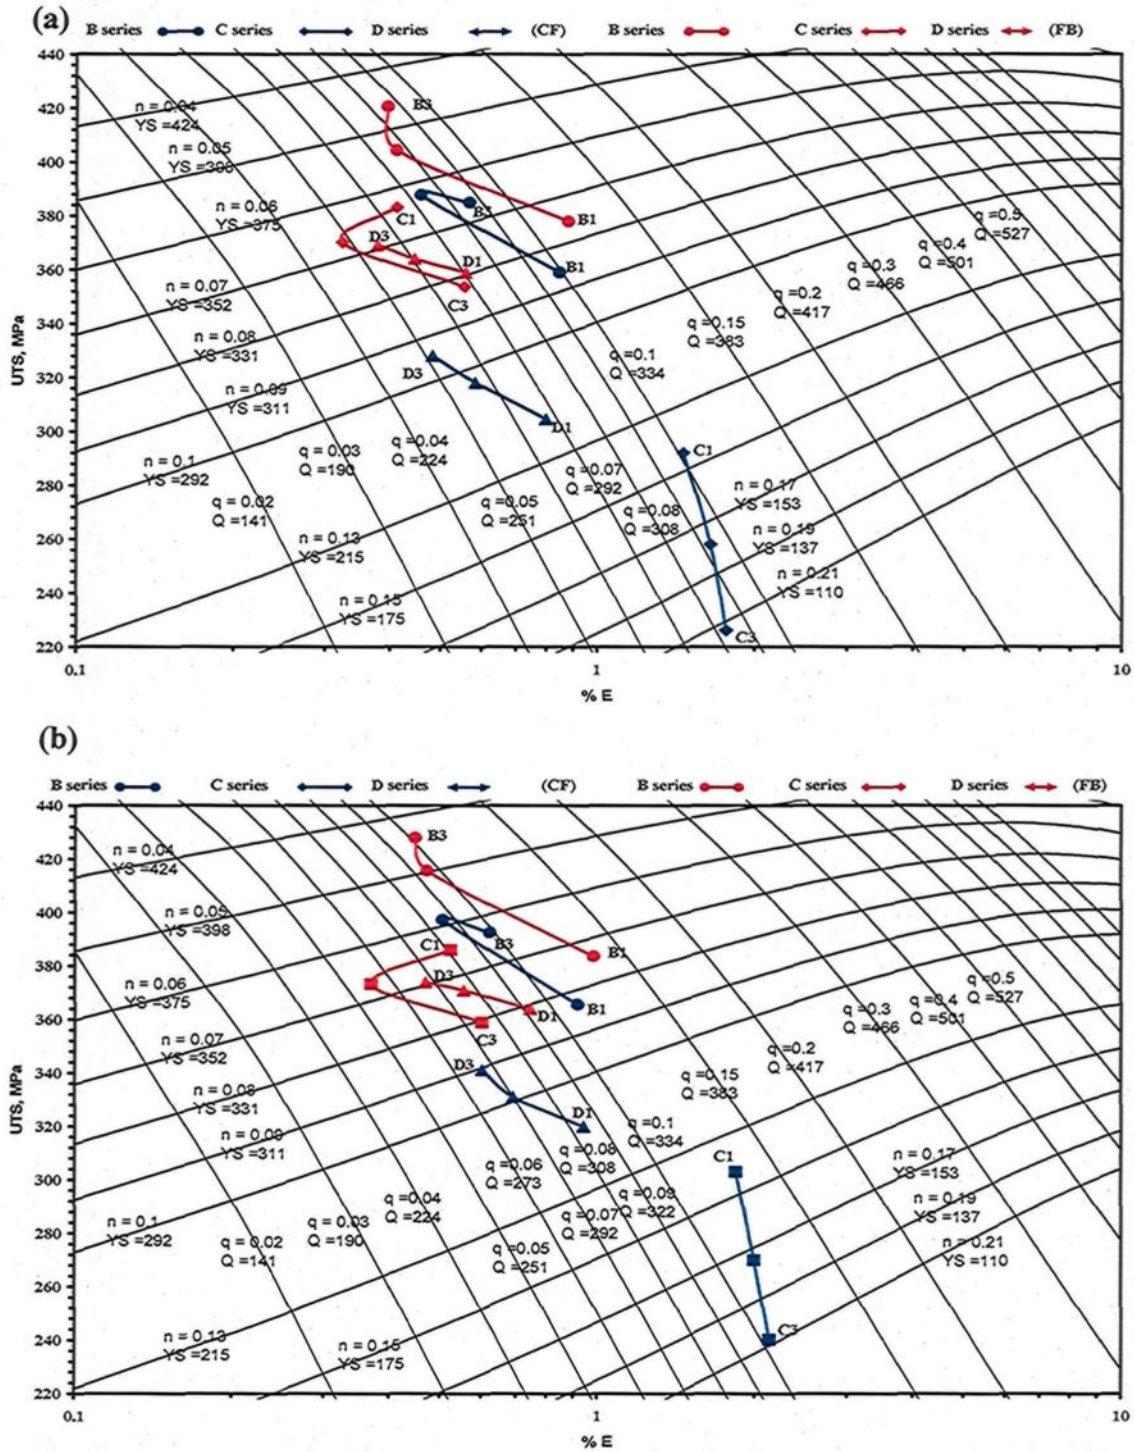 (a)
B series C series D series (CF) B series C series D series (FB)
440
420
400
380
360
340
320
300
280
260
240
220
UTS, MPa
n = 0.04
YS =424
n = 0.05
YS =398
n = 0.06
YS =375
n = 0.07
YS =352
n = 0.08
YS =331
n = 0.09
YS =311
n = 0.1
YS =292
n = 0.13
YS =215
n = 0.15
YS =175
n = 0.17
YS =153
n = 0.19
YS =137
n = 0.21
YS =110
q = 0.02
Q =141
q = 0.03
Q =190
q =0.04
Q =224
q =0.05
Q =251
q =0.07
Q =292
q =0.08
Q =308
q =0.1
Q =334
q =0.15
Q =383
q =0.2
Q =417
q =0.3
Q =466
q =0.4
Q =501
q =0.5
Q =527
B3
B3
B1
B1
C1
D3
D1
C3
D3
D1
C1
C3
0.1
1
10
% E
(b)
B series C series D series (CF) B series C series D series (FB)
440
420
400
380
360
340
320
300
280
260
240
220
UTS, MPa
n = 0.04
YS =424
n = 0.05
YS =398
n = 0.06
YS =375
n = 0.07
YS =352
n = 0.08
YS =331
n = 0.09
YS =311
n = 0.1
YS =292
n = 0.13
YS =215
n = 0.15
YS =175
n = 0.17
YS =153
n = 0.19
YS =137
n = 0.21
YS =110
q = 0.02
Q =141
q = 0.03
Q =190
q =0.04
Q =224
q =0.05
Q =251
q =0.06
Q =273
q =0.07
Q =292
q =0.08
Q =308
q =0.09
Q =322
q =0.1
Q =334
q =0.15
Q =383
q =0.2
Q =417
q =0.3
Q =466
q =0.4
Q =501
q =0.5
Q =527
B3
B3
B1
B1
C1
D3
D1
C3
D3
D1
C1
C3
0.1
1
10
% E